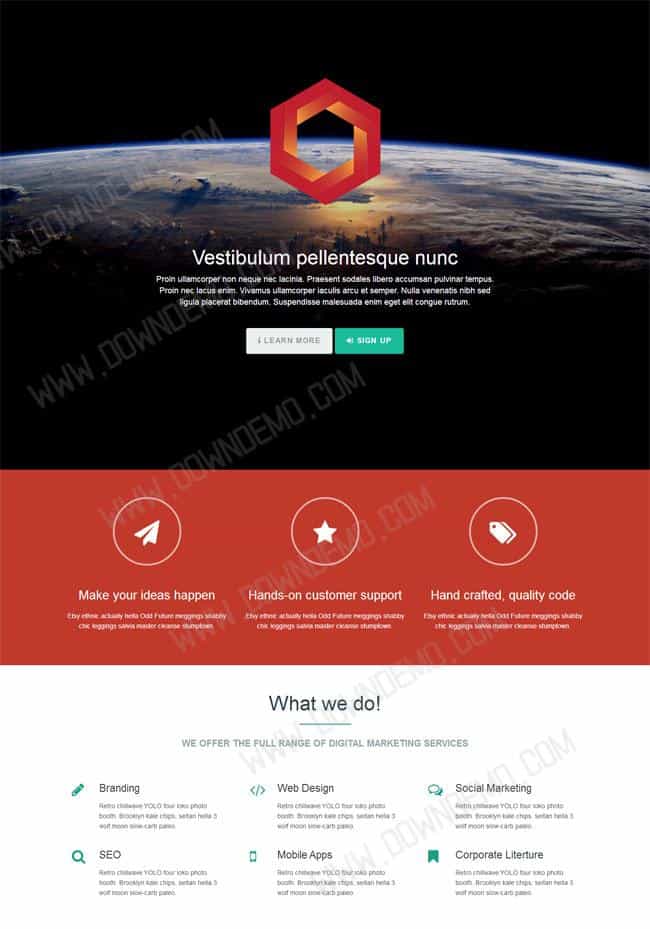 Vestibulum pellentesque nunc
Proin ullamcorper non neque nec lacinia. Praesent sodales libero accumsan pulvinar tempus.
Proin nec lacus enim. Vivamus ullamcorper iaculis arcu et semper. Nulla venenatis nibh sed
ligula placerat bibendum. Suspendisse malesuada enim eget elit congue rutrum.
LEARN MORE
SIGN UP
Make your ideas happen
Etsy ethnic actually hella Odd Future meggings shabby
chic leggings salvia master cleanse stumptown
Hands-on customer support
Etsy ethnic actually hella Odd Future meggings shabby
chic leggings salvia master cleanse stumptown
Hand crafted, quality code
Etsy ethnic actually hella Odd Future meggings shabby
chic leggings salvia master cleanse stumptown
What we do!
WE OFFER THE FULL RANGE OF DIGITAL MARKETING SERVICES
Branding
Retro chillwave YOLO four loko photo
booth. Brooklyn kale chips, seitan hella 3
wolf moon slow-carb paleo.
Web Design
Retro chillwave YOLO four loko photo
booth. Brooklyn kale chips, seitan hella 3
wolf moon slow-carb paleo.
Social Marketing
Retro chillwave YOLO four loko photo
booth. Brooklyn kale chips, seitan hella 3
wolf moon slow-carb paleo.
SEO
Retro chillwave YOLO four loko photo
booth. Brooklyn kale chips, seitan hella 3
wolf moon slow-carb paleo.
Mobile Apps
Retro chillwave YOLO four loko photo
booth. Brooklyn kale chips, seitan hella 3
wolf moon slow-carb paleo.
Corporate Literture
Retro chillwave YOLO four loko photo
booth. Brooklyn kale chips, seitan hella 3
wolf moon slow-carb paleo.
WWW.DOWNDEMO.COM
WWW.DOWNDEMO.COM
WWW.DOWNDEMO.COM
WWW.DOWNDEMO.COM
WWW.DOWNDEMO.COM